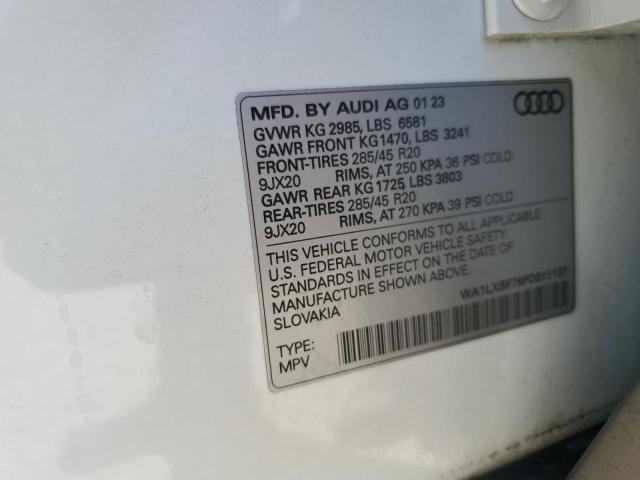 MFD. BY AUDI AG 01 23
GVWR KG 2985, LBS 6581
GAWR FRONT KG1470, LBS 3241
FRONT-TIRES 285/45 R20
9JX20 RIMS, AT 250 KPA 36 PSI COLD
GAWR REAR KG 1725, LBS 3803
REAR-TIRES 285/45 R20
9JX20 RIMS, AT 270 KPA 39 PSI COLD
THIS VEHICLE CONFORMS TO ALL APPLICABLE
U.S. FEDERAL MOTOR VEHICLE SAFETY
STANDARDS IN EFFECT ON THE DATE OF
MANUFACTURE SHOWN ABOVE.
SLOVAKIA
TYPE:
MPV